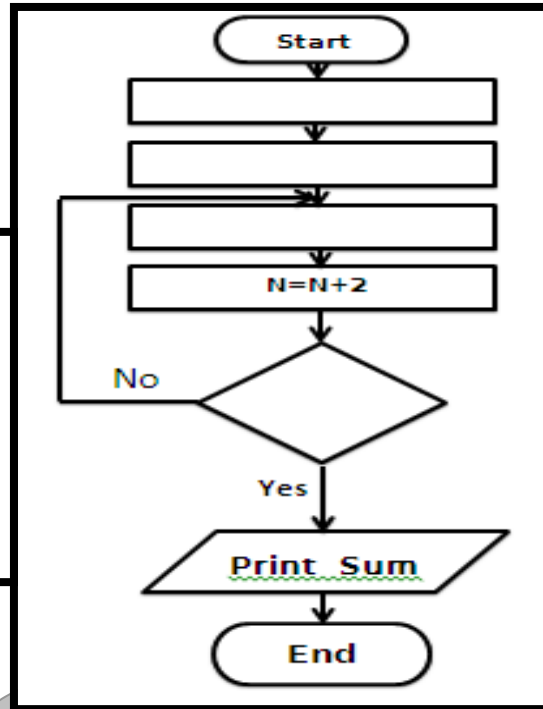 Start
N=N+2
No
Yes
Print Sum
End